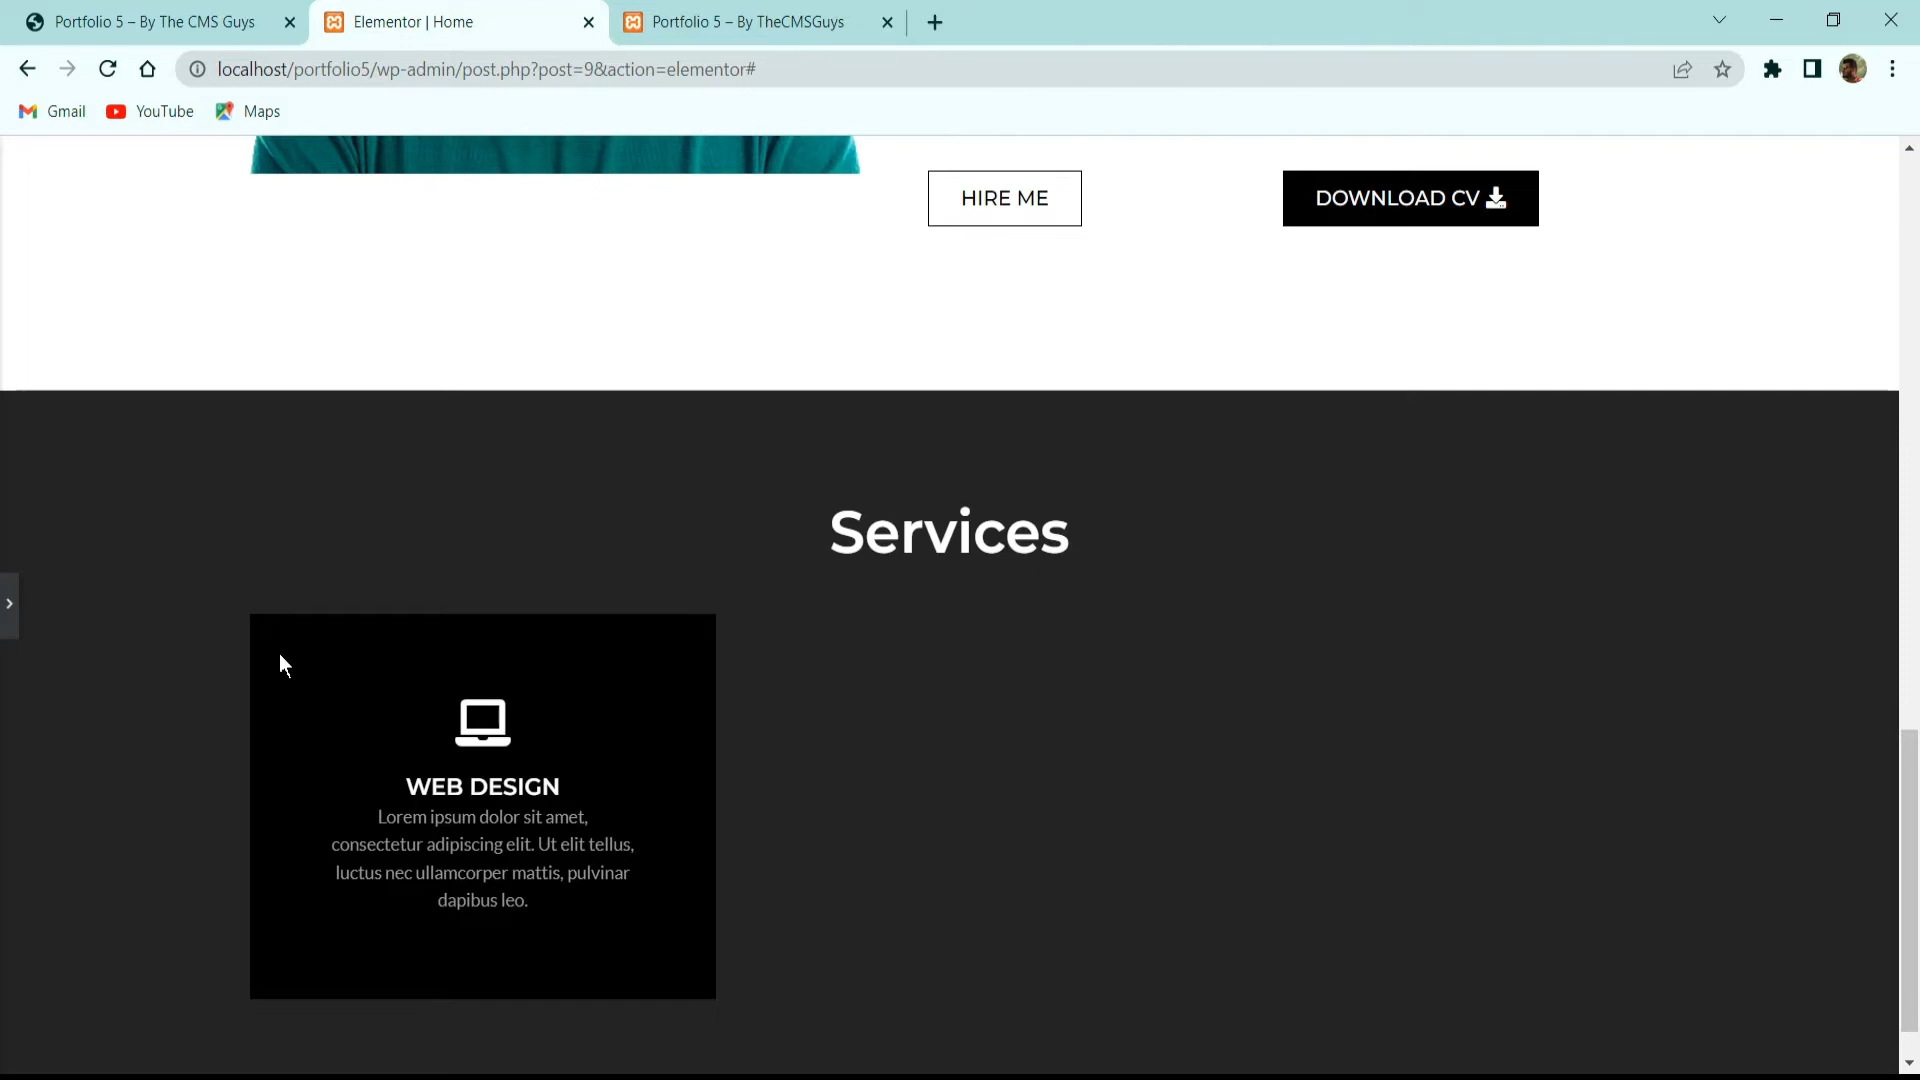 Portfolio 5 – By The CMS Guys
Elementor | Home
Portfolio 5 – By TheCMSGuys
localhost/portfolio5/wp-admin/post.php?post=9&action=elementor#
Gmail
YouTube
Maps
HIRE ME
DOWNLOAD CV
Services
WEB DESIGN
Lorem ipsum dolor sit amet,
consectetur adipiscing elit. Ut elit tellus,
luctus nec ullamcorper mattis, pulvinar
dapibus leo.